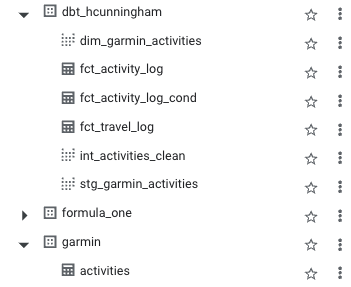 dbt_hcunningham
dim_garmin_activities
fct_activity_log
fct_activity_log_cond
fct_travel_log
int_activities_clean
stg_garmin_activities
formula_one
garmin
activities